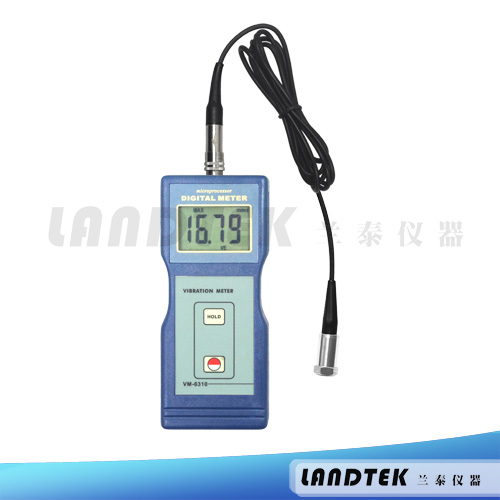 microprocessor
DIGITAL METER
MAX
16.79
VIBRATION METER
HOLD
VM-6310
LANDTEK 兰泰仪器
LANDTEK 兰泰仪器